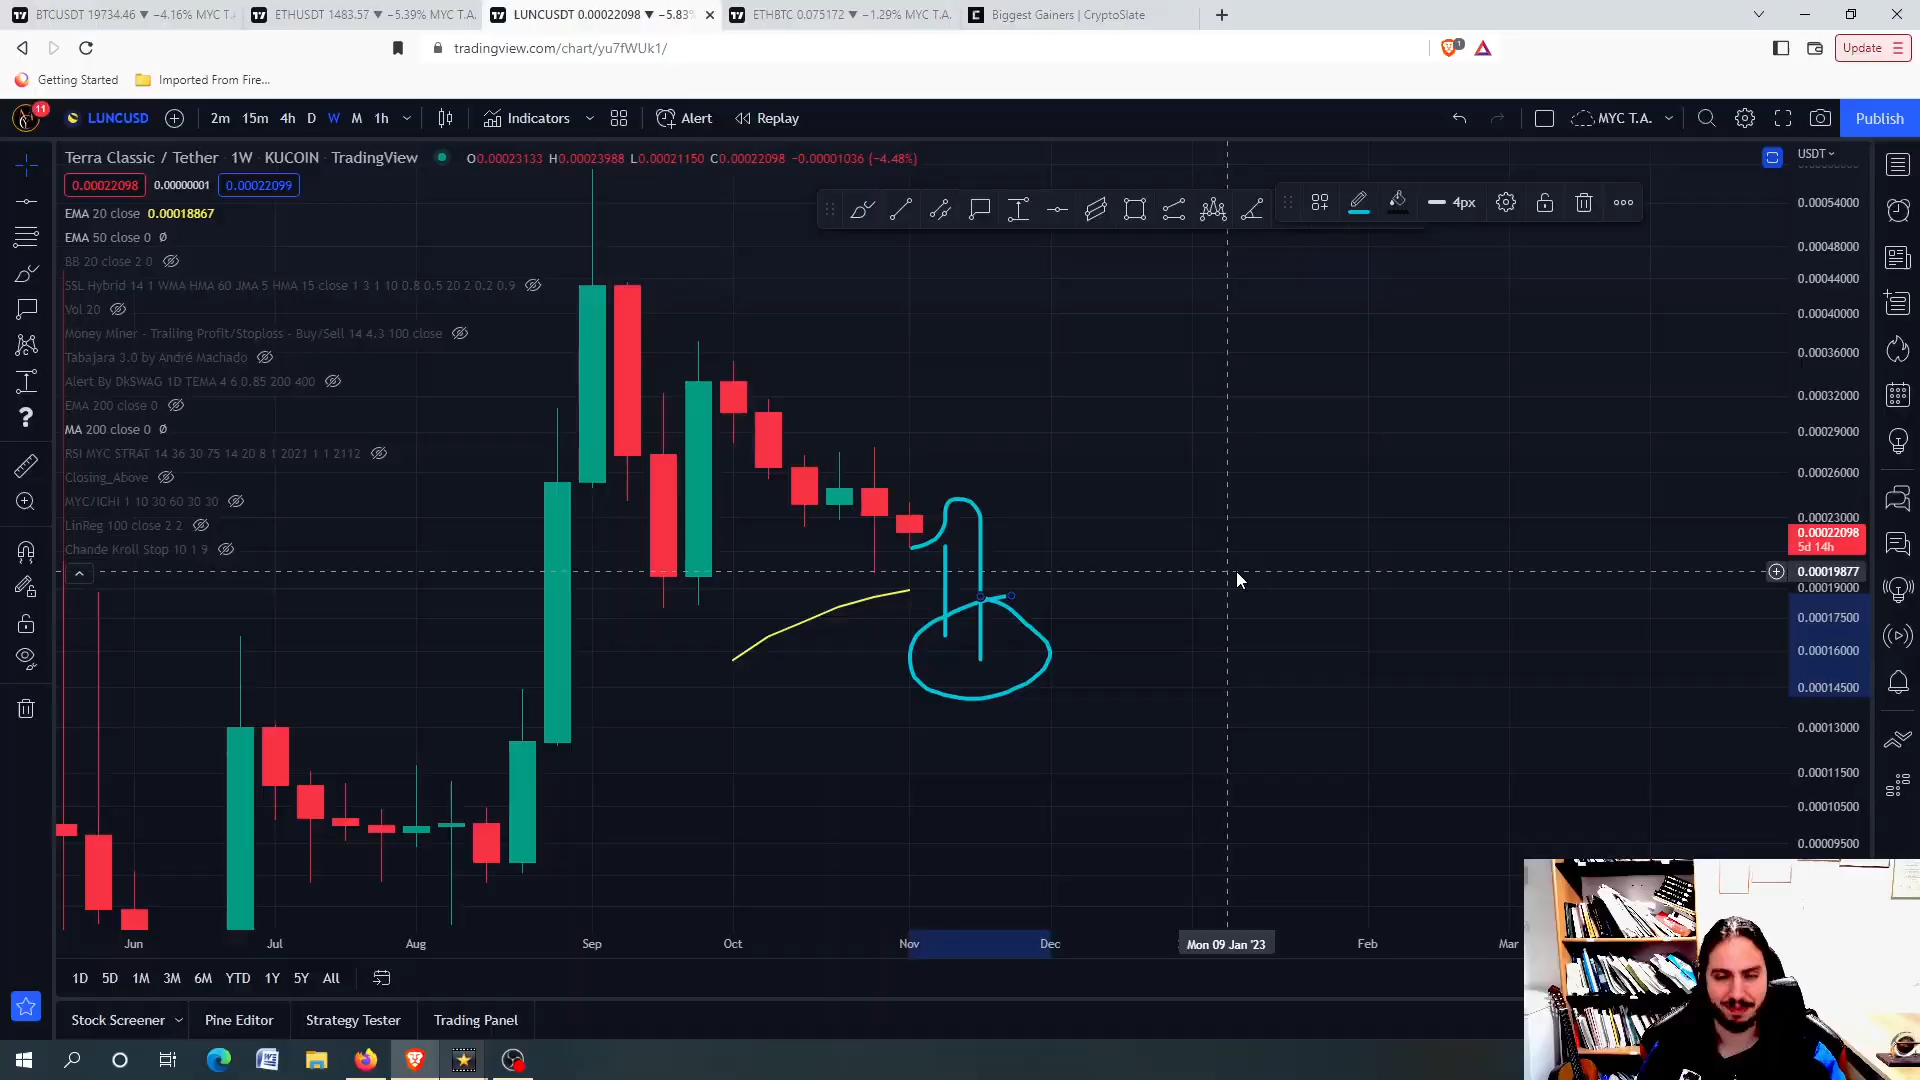 BTCUSDT 19734.46 ▼ −4.16% MYC T.
ETHUSDT 1483.57 ▼ −5.39% MYC T.A.
LUNCUSDT 0.00022098 ▼ −5.83%
ETHBTC 0.075172 ▼ −1.29% MYC T.A.
Biggest Gainers | CryptoSlate
tradingview.com/chart/yu7fWUk1/
1
Update
Getting Started
Imported From Fire...
11
LUNCUSD
2m 15m 4h D W M 1h
Indicators
Alert
Replay
MYC T.A.
Publish
Terra Classic / Tether · 1W · KUCOIN · TradingView
O0.00023133 H0.00023988 L0.00021150 C0.00022098 −0.00001036 (−4.48%)
USDT
0.00022098 0.00000001 0.00022099
4px
EMA 20 close 0.00018867
EMA 50 close 0 Ø
BB 20 close 2 0
SSL Hybrid 14 1 WMA HMA 60 JMA 5 HMA 15 close 1 3 1 10 0.8 0.5 20 2 0.2 0.9
Vol 20
Money Miner - Trailing Profit/Stoploss - Buy/Sell 14 4.3 100 close
Tabajara 3.0 by André Machado
Alert By DkSWAG 1D TEMA 4 6 0.85 200 400
EMA 200 close 0
MA 200 close 0 Ø
RSI MYC STRAT 14 36 30 75 14 20 8 1 2021 1 1 2112
Closing_Above
MYC/ICHI 1 10 30 60 30 30
LinReg 100 close 2 2
Chande Kroll Stop 10 1 9
0.00054000
0.00048000
0.00044000
0.00040000
0.00036000
0.00032000
0.00029000
0.00026000
0.00023000
0.00022098
5d 14h
0.00019877
0.00019000
0.00017500
0.00016000
0.00014500
0.00013000
0.00011500
0.00010500
0.00009500
Jun Jul Aug Sep Oct Nov Dec Mon 09 Jan '23 Feb Mar
1D 5D 1M 3M 6M YTD 1Y 5Y All
Stock Screener
Pine Editor
Strategy Tester
Trading Panel